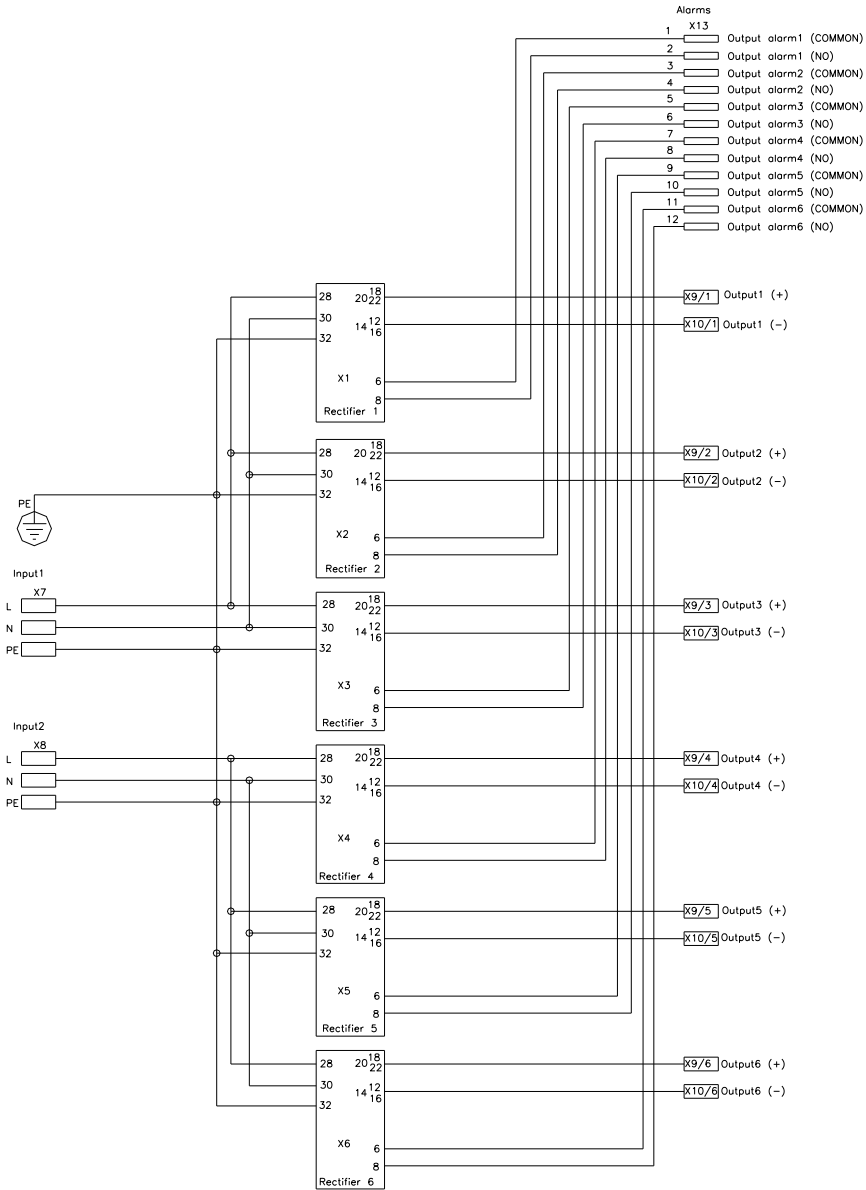 Alarms
X13
1 Output alarm1 (COMMON)
2 Output alarm1 (NO)
3 Output alarm2 (COMMON)
4 Output alarm2 (NO)
5 Output alarm3 (COMMON)
6 Output alarm3 (NO)
7 Output alarm4 (COMMON)
8 Output alarm4 (NO)
9 Output alarm5 (COMMON)
10 Output alarm5 (NO)
11 Output alarm6 (COMMON)
12 Output alarm6 (NO)
28 20 18 22 X9/1 Output1 (+)
30 14 12 16 X10/1 Output1 (-)
32
X1 6
8
Rectifier 1
28 20 18 22 X9/2 Output2 (+)
30 14 12 16 X10/2 Output2 (-)
32
PE
X2 6
8
Rectifier 2
Input1
X7
L 28 20 18 22 X9/3 Output3 (+)
N 30 14 12 16 X10/3 Output3 (-)
PE 32
X3 6
8
Rectifier 3
Input2
X8
L 28 20 18 22 X9/4 Output4 (+)
N 30 14 12 16 X10/4 Output4 (-)
PE 32
X4 6
8
Rectifier 4
28 20 18 22 X9/5 Output5 (+)
30 14 12 16 X10/5 Output5 (-)
32
X5 6
8
Rectifier 5
28 20 18 22 X9/6 Output6 (+)
30 14 12 16 X10/6 Output6 (-)
32
X6 6
8
Rectifier 6